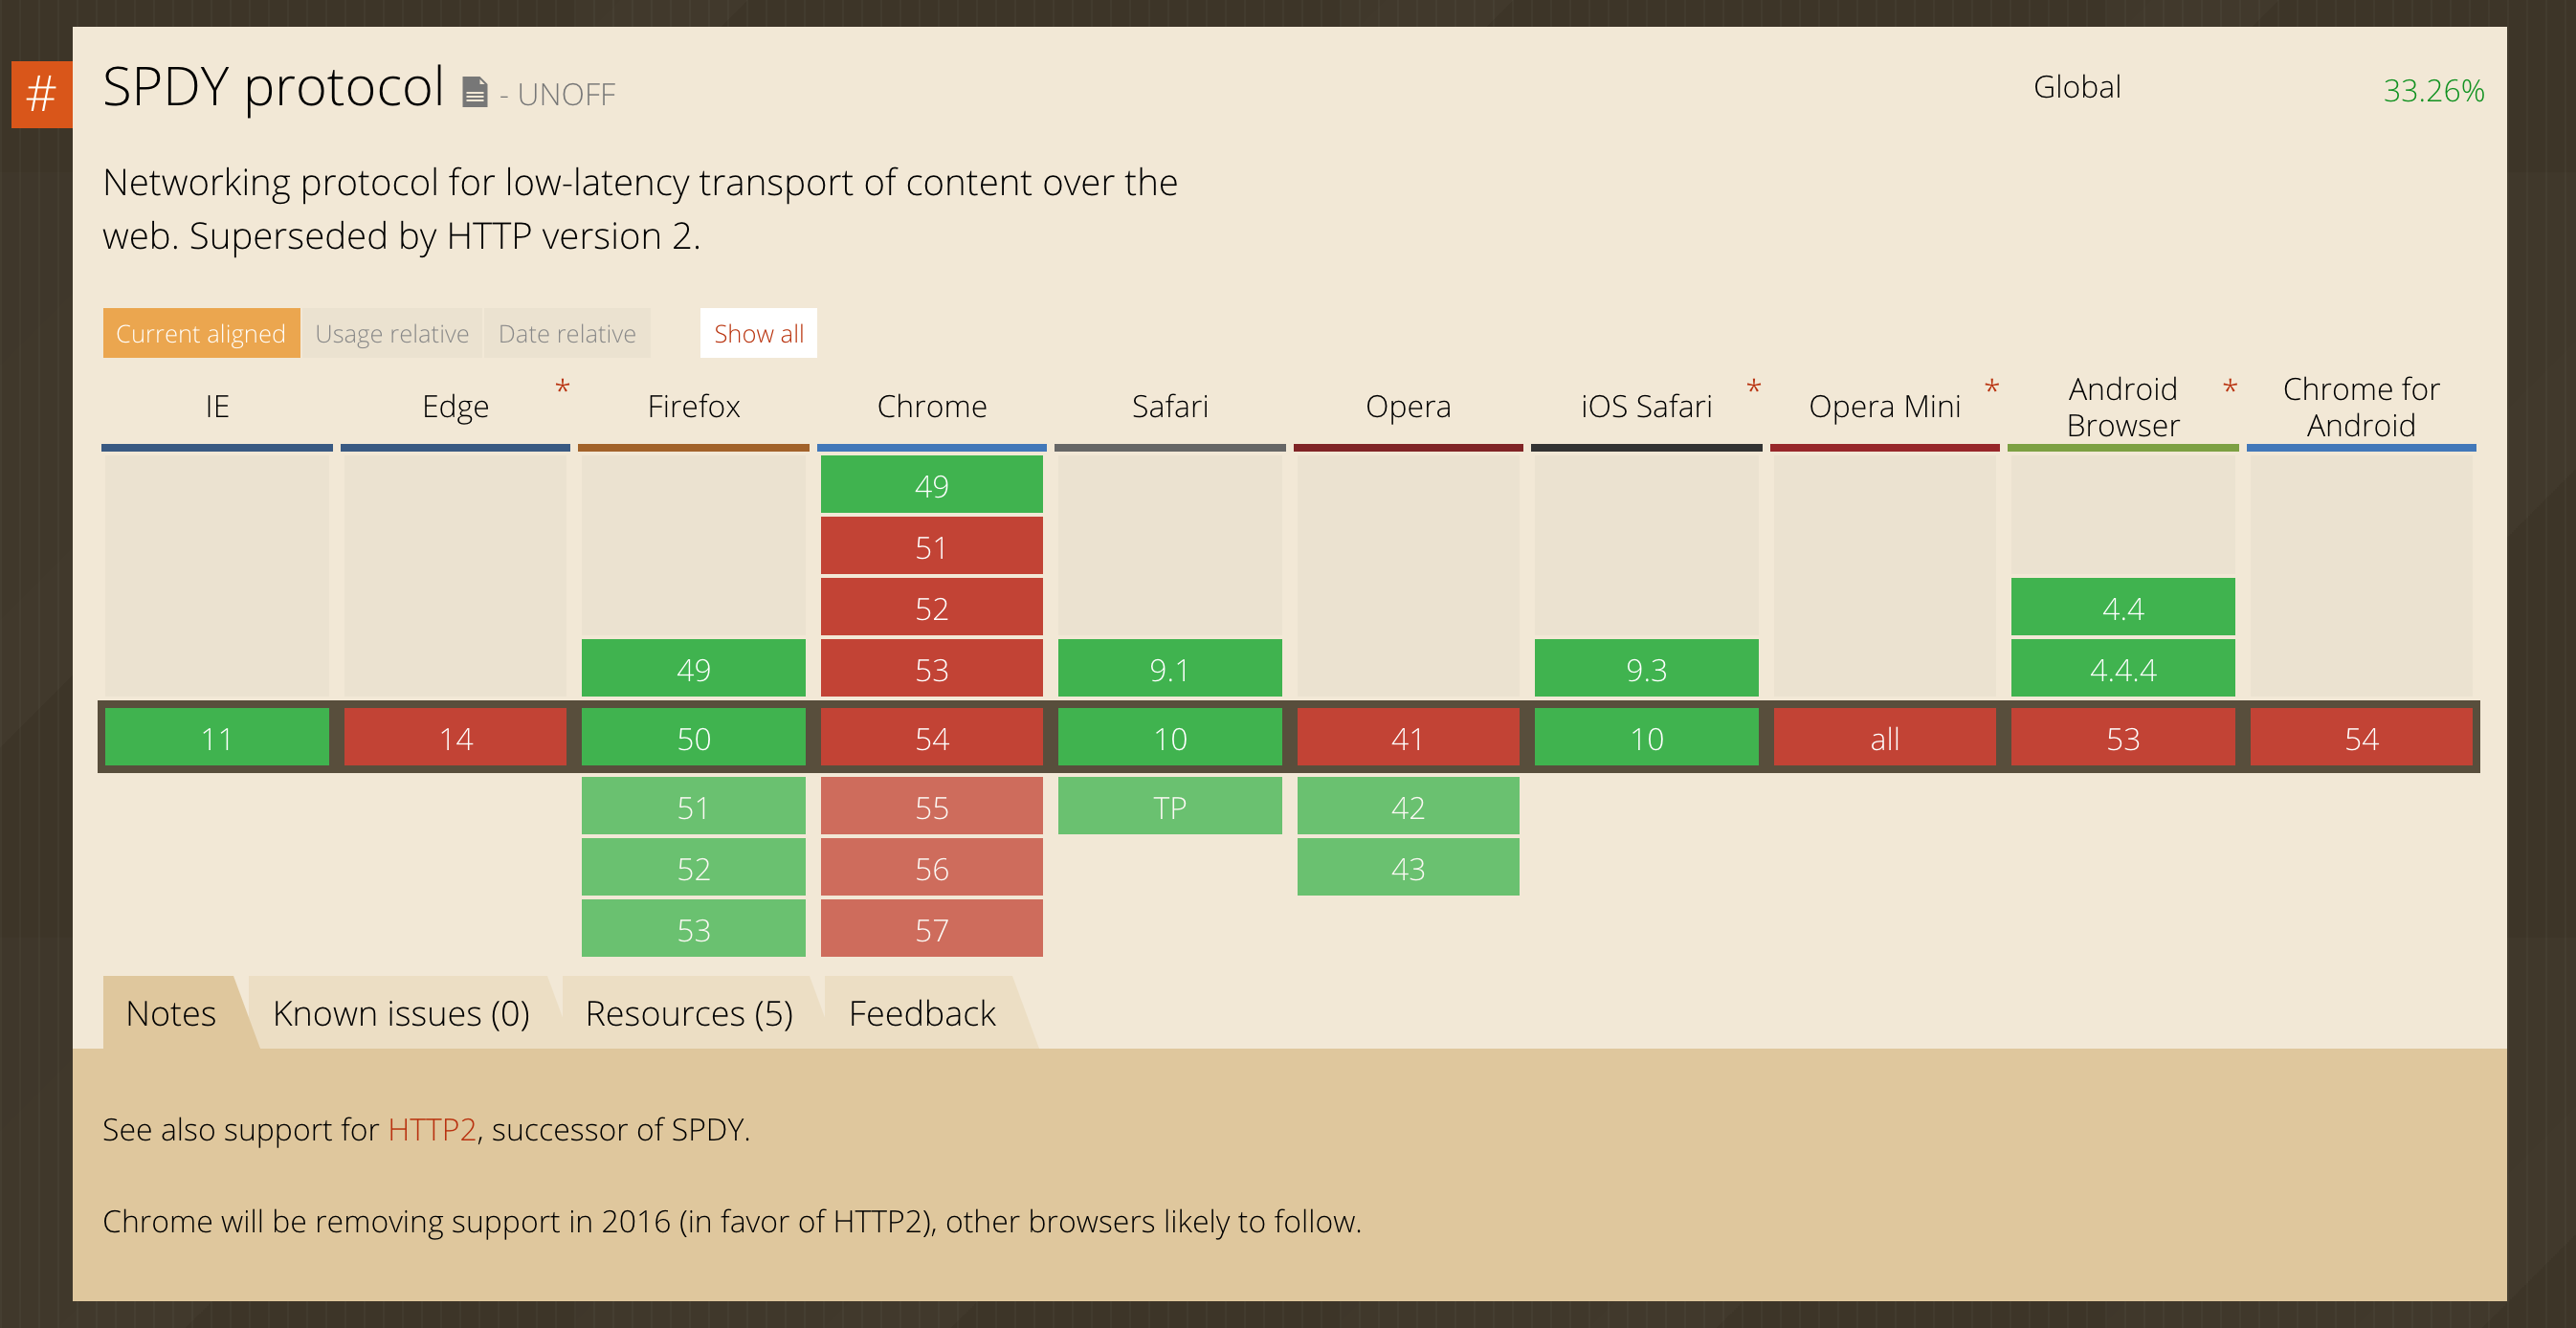 #
SPDY protocol - UNOFF
Global 33.26%
Networking protocol for low-latency transport of content over the
web. Superseded by HTTP version 2.
Current aligned Usage relative Date relative Show all
IE Edge * Firefox Chrome Safari Opera iOS Safari * Opera Mini * Android Browser * Chrome for Android
49
51
52 4.4
49 53 9.1 9.3 4.4.4
11 14 50 54 10 41 10 all 53 54
51 55 TP 42
52 56 43
53 57
Notes Known issues (0) Resources (5) Feedback
See also support for HTTP2, successor of SPDY.
Chrome will be removing support in 2016 (in favor of HTTP2), other browsers likely to follow.